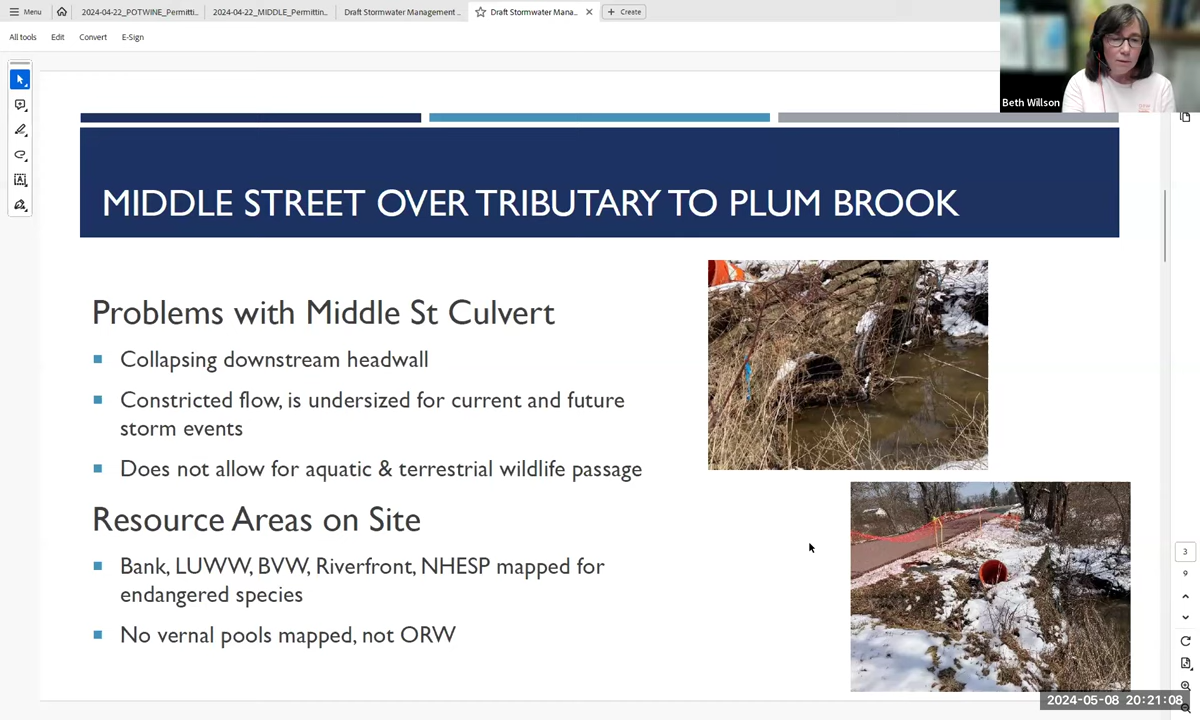 Menu
2024-04-22_POTWINE_Permitti...
2024-04-22_MIDDLE_Permittin...
Draft Stormwater Management ...
Draft Stormwater Mana...
Create
All tools
Edit
Convert
E-Sign
Beth Willson
MIDDLE STREET OVER TRIBUTARY TO PLUM BROOK
Problems with Middle St Culvert
Collapsing downstream headwall
Constricted flow, is undersized for current and future
storm events
Does not allow for aquatic & terrestrial wildlife passage
Resource Areas on Site
Bank, LUWW, BVW, Riverfront, NHESP mapped for
endangered species
No vernal pools mapped, not ORW
3
9
2024-05-08 20:21:08